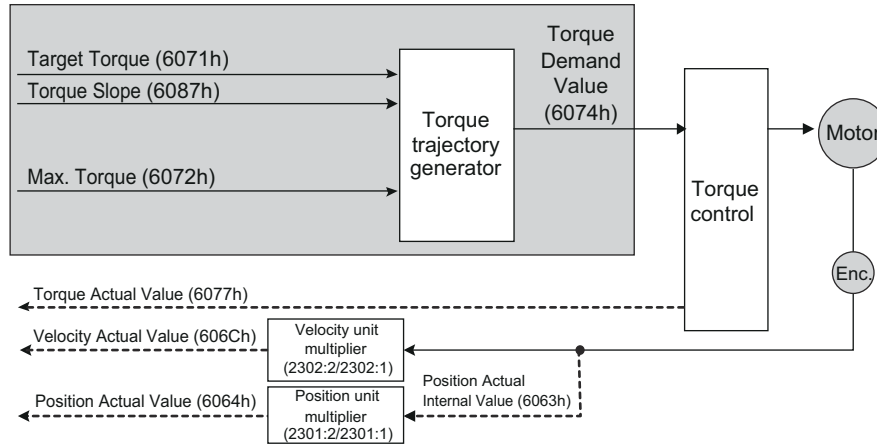 Target Torque (6071h)
Torque Slope (6087h)
Max. Torque (6072h)
Torque
trajectory
generator
Torque
Demand
Value
(6074h)
Torque
control
Motor
Enc.
Torque Actual Value (6077h)
Velocity Actual Value (606Ch)
Velocity unit
multiplier
(2302:2/2302:1)
Position Actual
Internal Value (6063h)
Position Actual Value (6064h)
Position unit
multiplier
(2301:2/2301:1)